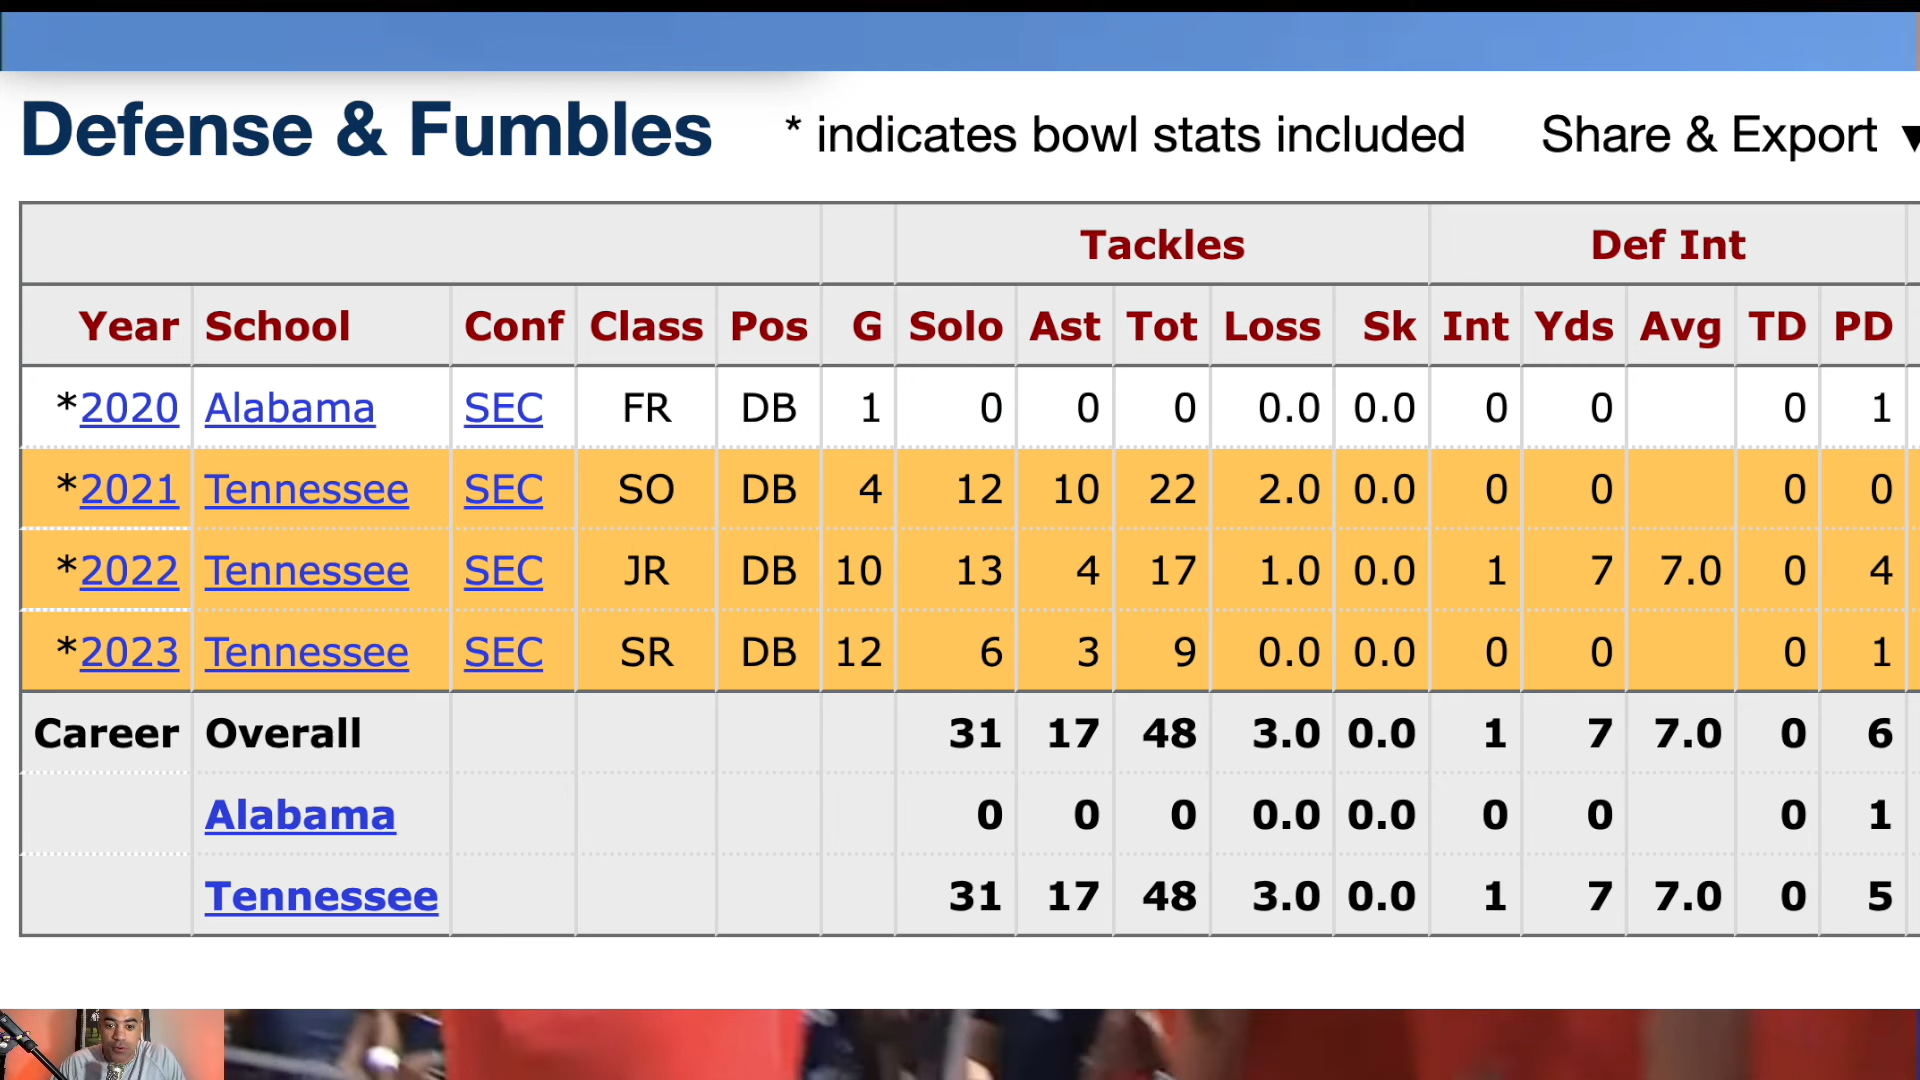 Defense & Fumbles * indicates bowl stats included Share & Export ▼
Tackles Def Int
Year School Conf Class Pos G Solo Ast Tot Loss Sk Int Yds Avg TD PD
*2020 Alabama SEC FR DB 1 0 0 0 0.0 0.0 0 0 0 1
*2021 Tennessee SEC SO DB 4 12 10 22 2.0 0.0 0 0 0 0
*2022 Tennessee SEC JR DB 10 13 4 17 1.0 0.0 1 7 7.0 0 4
*2023 Tennessee SEC SR DB 12 6 3 9 0.0 0.0 0 0 0 1
Career Overall 31 17 48 3.0 0.0 1 7 7.0 0 6
Alabama 0 0 0 0.0 0.0 0 0 0 1
Tennessee 31 17 48 3.0 0.0 1 7 7.0 0 5